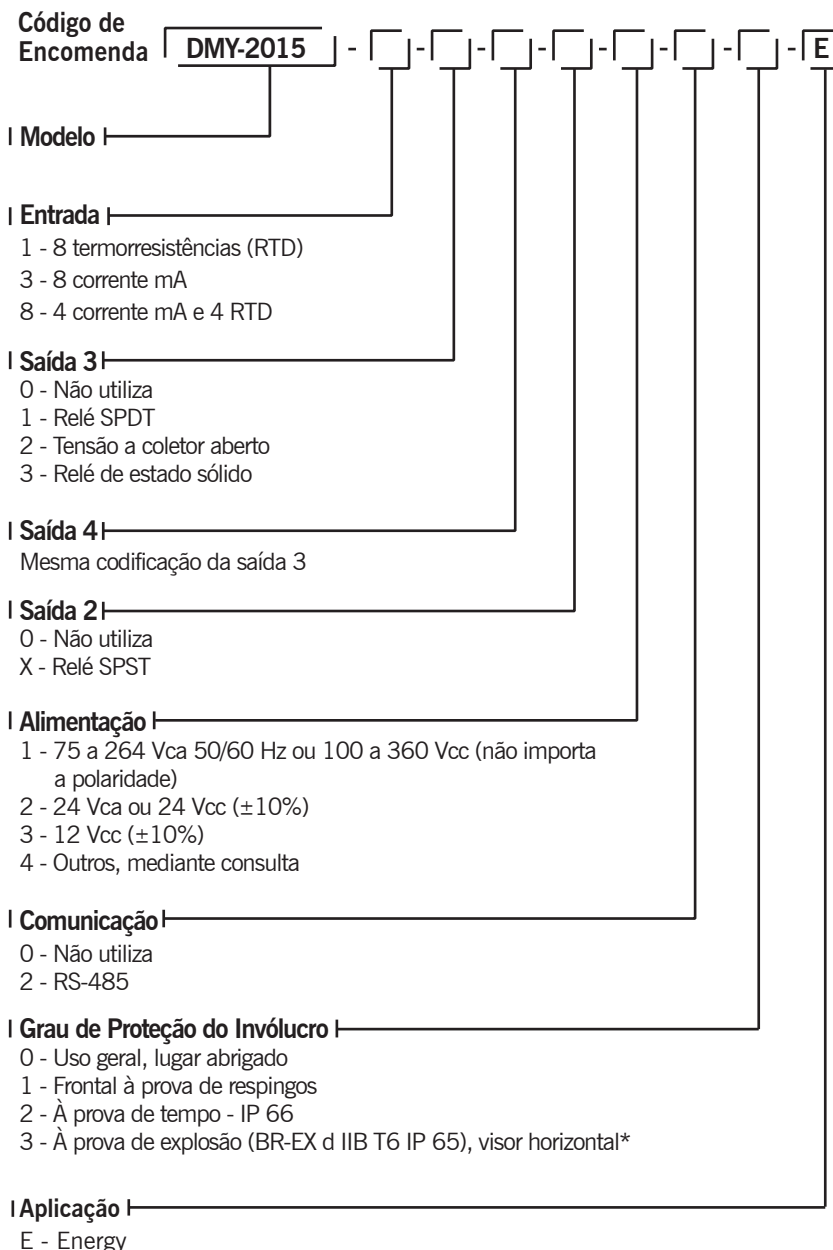 Código de
Encomenda DMY-2015 - - - - - - - - E
Modelo
Entrada
1 - 8 termorresistências (RTD)
3 - 8 corrente mA
8 - 4 corrente mA e 4 RTD
Saída 3
0 - Não utiliza
1 - Relé SPDT
2 - Tensão a coletor aberto
3 - Relé de estado sólido
Saída 4
Mesma codificação da saída 3
Saída 2
0 - Não utiliza
X - Relé SPST
Alimentação
1 - 75 a 264 Vca 50/60 Hz ou 100 a 360 Vcc (não importa
a polaridade)
2 - 24 Vca ou 24 Vcc (±10%)
3 - 12 Vcc (±10%)
4 - Outros, mediante consulta
Comunicação
0 - Não utiliza
2 - RS-485
Grau de Proteção do Invólucro
0 - Uso geral, lugar abrigado
1 - Frontal à prova de respingos
2 - À prova de tempo - IP 66
3 - À prova de explosão (BR-EX d IIB T6 IP 65), visor horizontal*
Aplicação
E - Energy